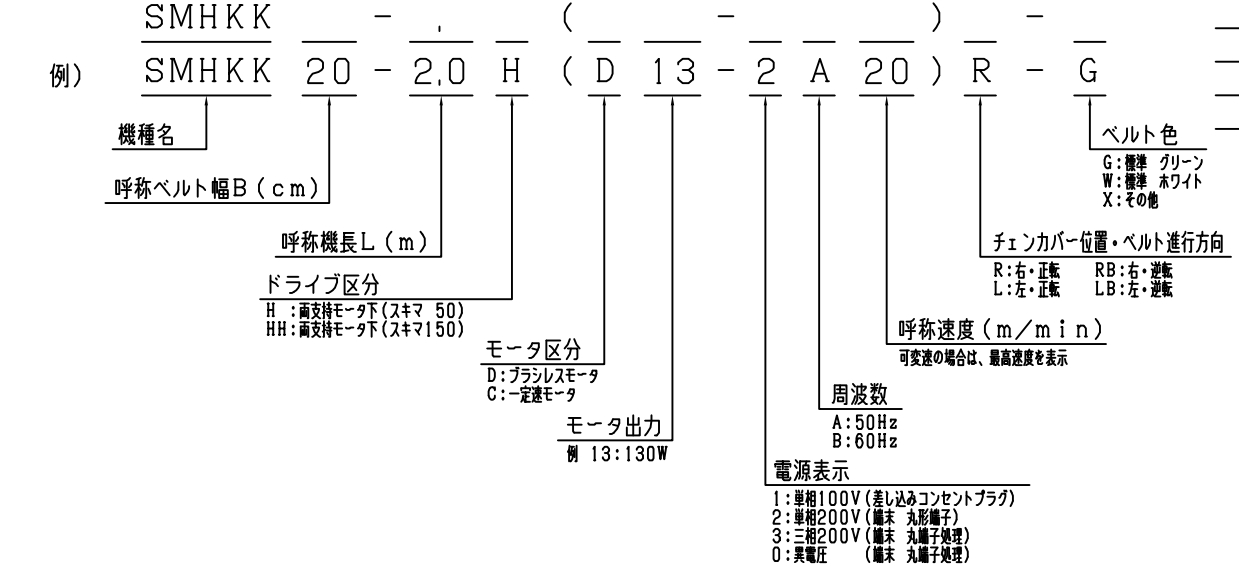 SMHKK - . ( - ) -
例) SMHKK 20 - 2.0 H ( D 13 - 2 A 20 ) R - G
機種名
ベルト色
G:標準 グリーン
W:標準 ホワイト
X:その他
呼称ベルト幅B(cm)
呼称機長L(m)
チェンカバー位置・ベルト進行方向
R:右・正転 RB:右・逆転
L:左・正転 LB:左・逆転
ドライブ区分
H :両支持モータ下(スキマ 50)
HH:両支持モータ下(スキマ150)
呼称速度(m/min)
可変速の場合は、最高速度を表示
モータ区分
D:ブラシレスモータ
C:一定速モータ
周波数
A:50Hz
B:60Hz
モータ出力
例 13:130W
電源表示
1:単相100V(差し込みコンセントプラグ)
2:単相200V(端末 丸形端子)
3:三相200V(端末 丸端子処理)
0:異電圧 (端末 丸端子処理)